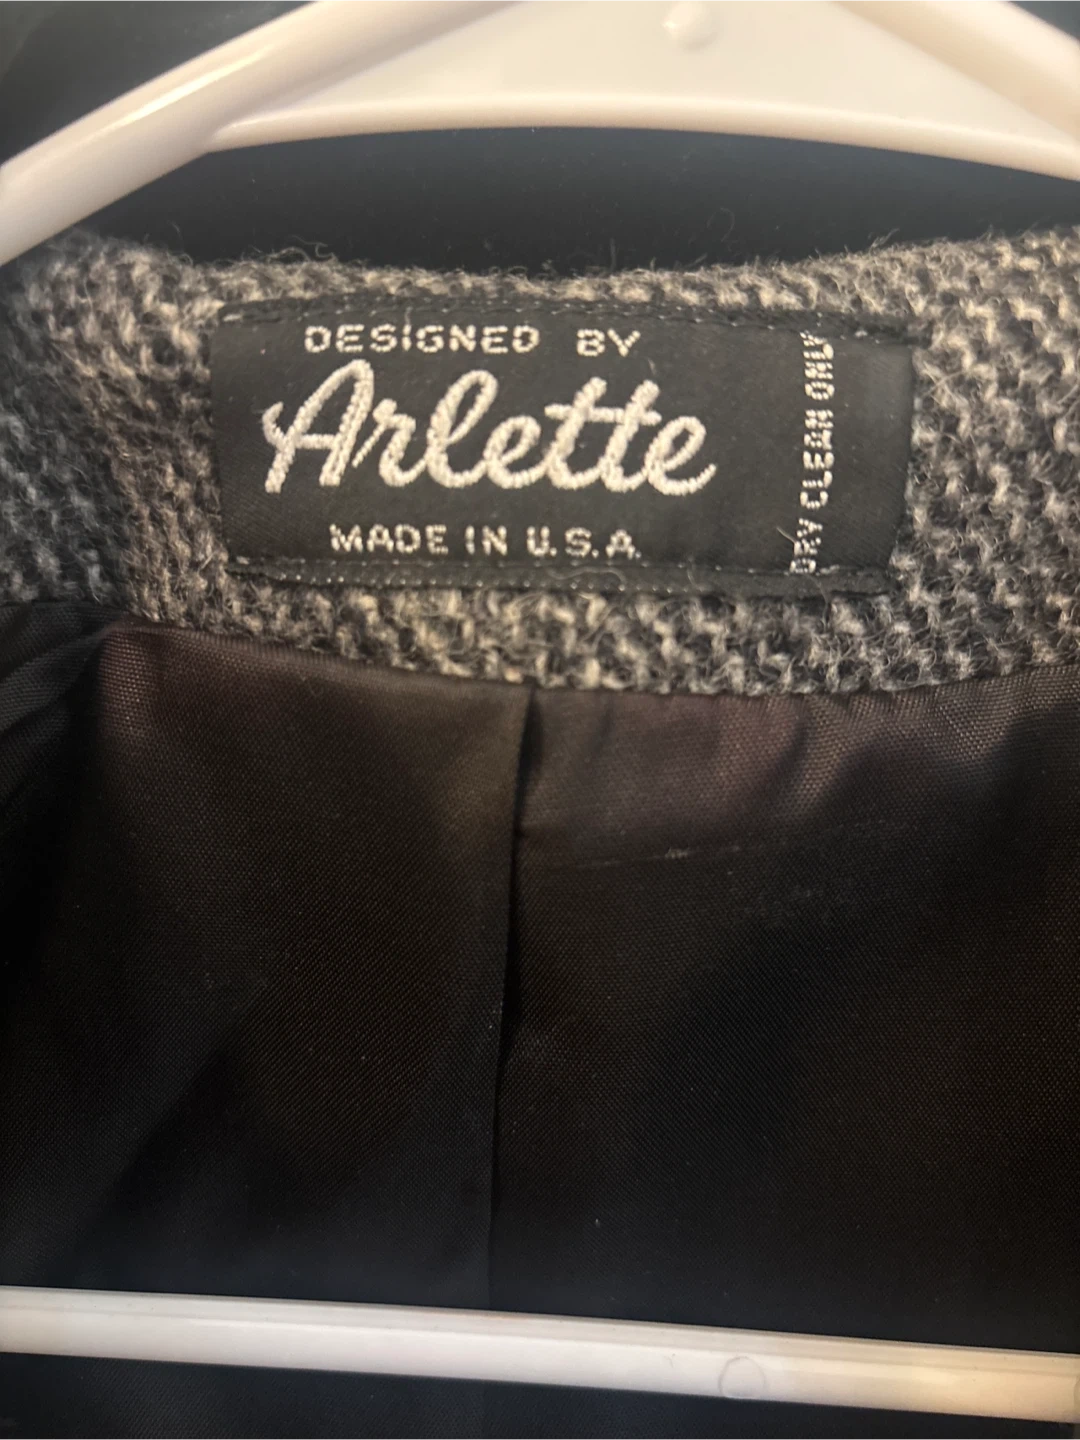 DESIGNED BY
Arlette
MADE IN U.S.A.
DRY CLEAN ONLY